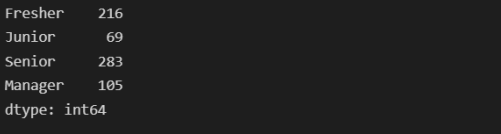 Fresher    216
Junior      69
Senior     283
Manager    105
dtype: int64